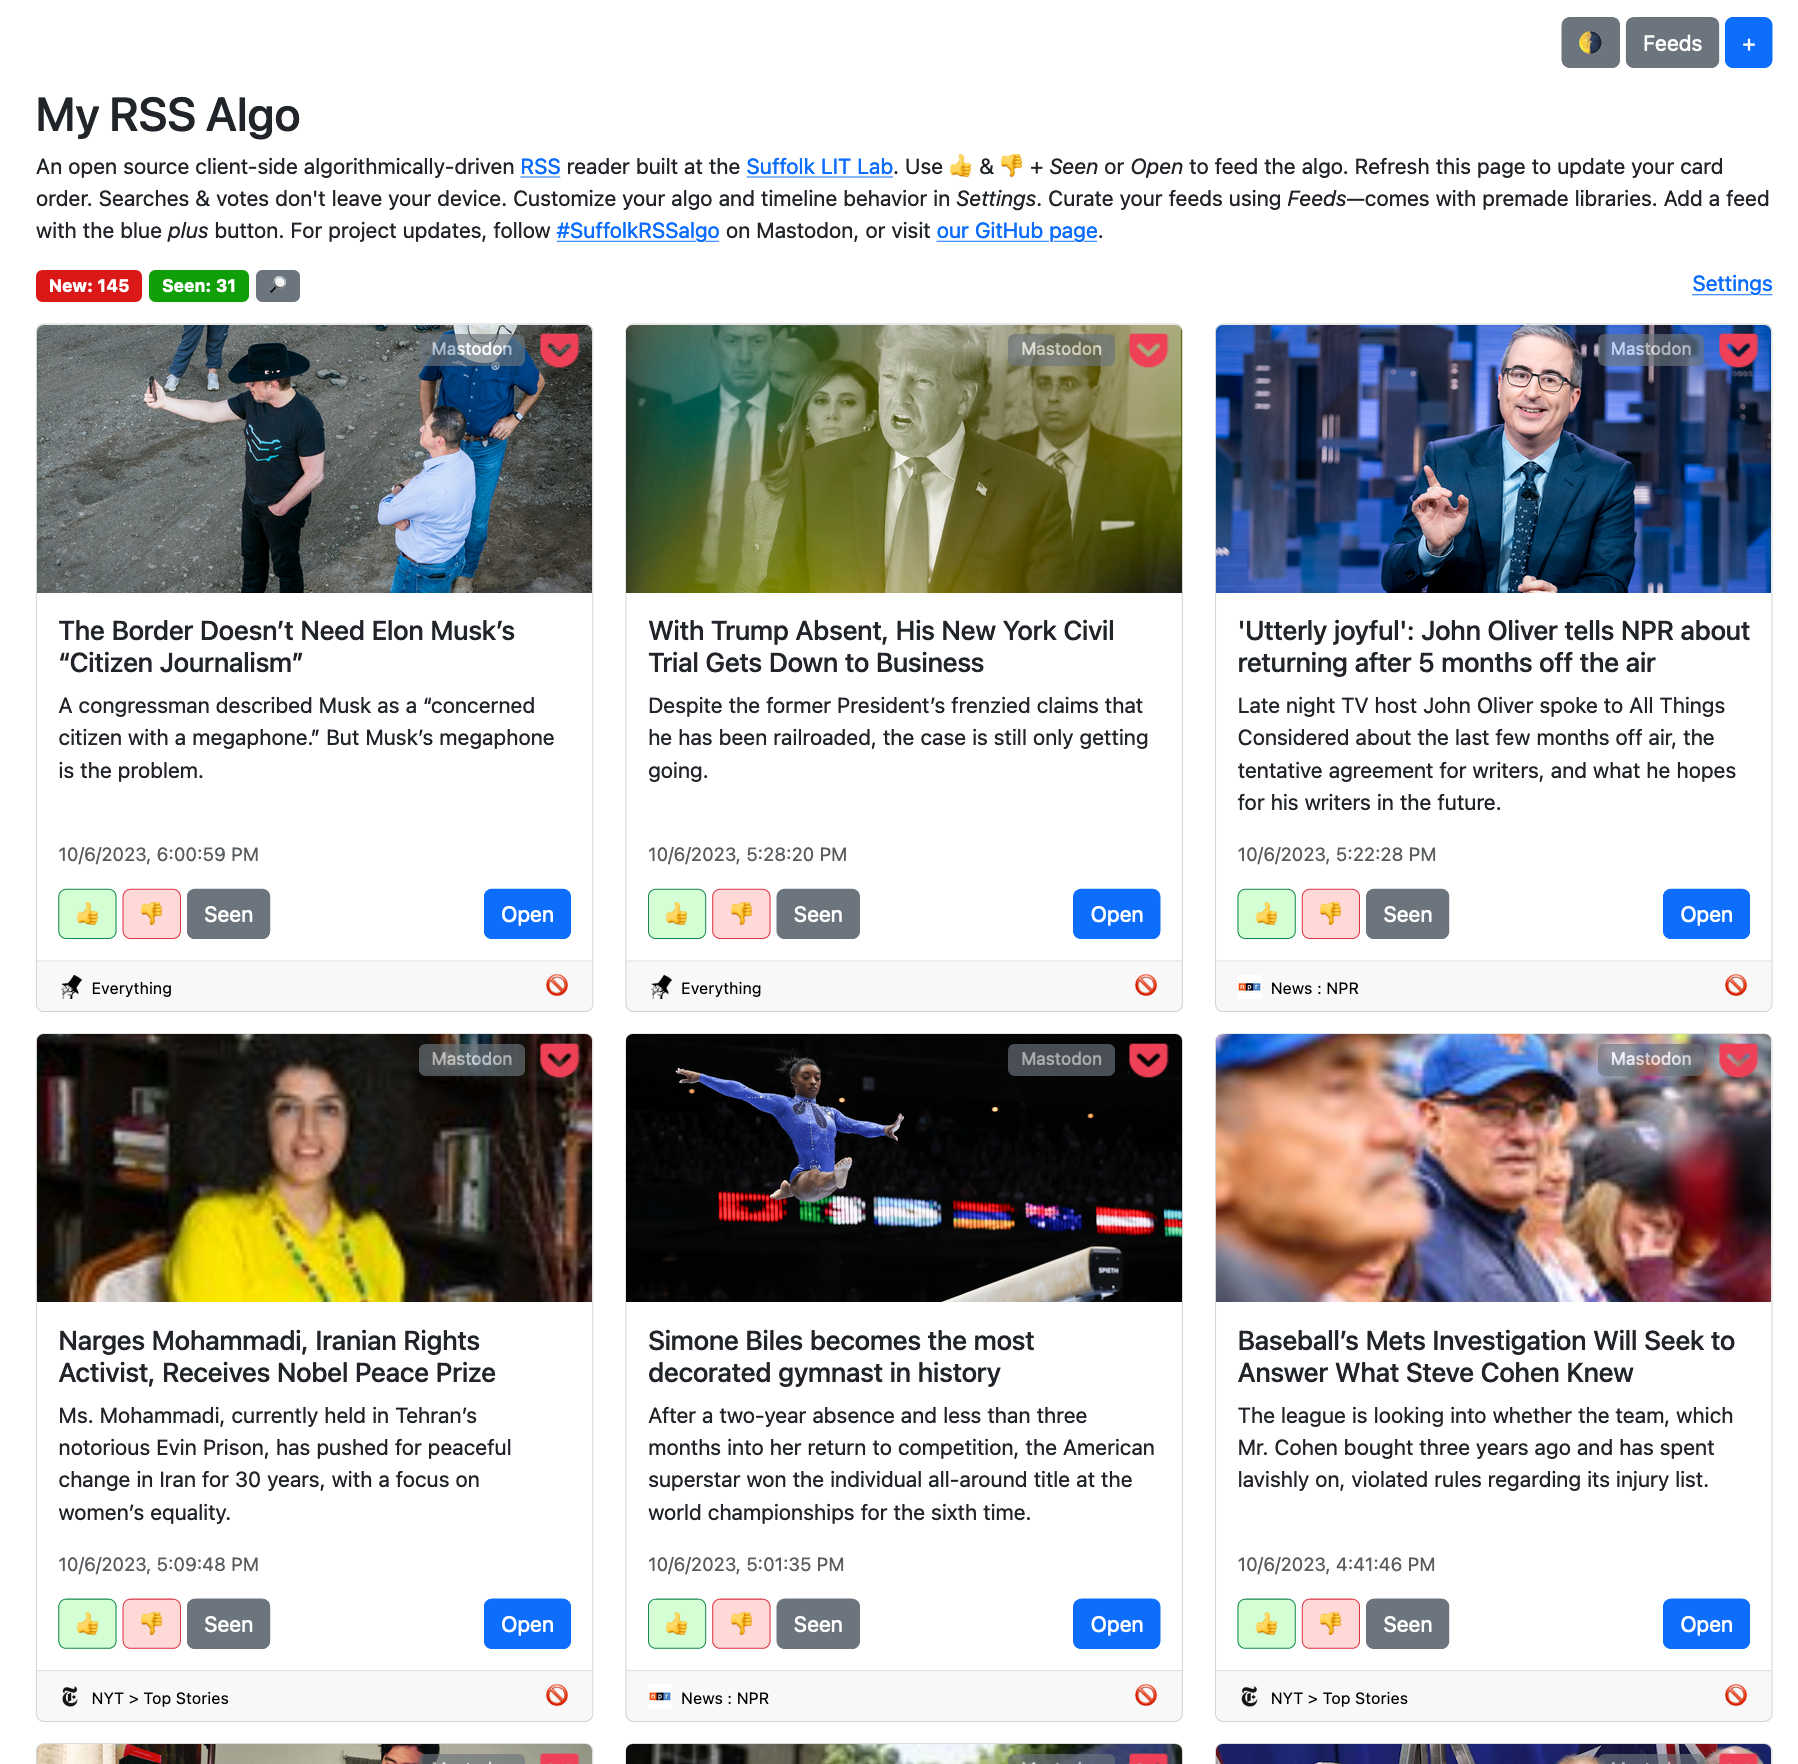 Feeds
+
My RSS Algo
An open source client-side algorithmically-driven RSS reader built at the Suffolk LIT Lab. Use 👍 & 👎 + Seen or Open to feed the algo. Refresh this page to update your card
order. Searches & votes don't leave your device. Customize your algo and timeline behavior in Settings. Curate your feeds using Feeds—comes with premade libraries. Add a feed
with the blue plus button. For project updates, follow #SuffolkRSSalgo on Mastodon, or visit our GitHub page.
New: 145 Seen: 31
Settings
Mastodon
The Border Doesn’t Need Elon Musk’s
“Citizen Journalism”
A congressman described Musk as a “concerned
citizen with a megaphone.” But Musk’s megaphone
is the problem.
10/6/2023, 6:00:59 PM
👍 👎 Seen Open
Everything
Mastodon
With Trump Absent, His New York Civil
Trial Gets Down to Business
Despite the former President’s frenzied claims that
he has been railroaded, the case is still only getting
going.
10/6/2023, 5:28:20 PM
👍 👎 Seen Open
Everything
Mastodon
'Utterly joyful': John Oliver tells NPR about
returning after 5 months off the air
Late night TV host John Oliver spoke to All Things
Considered about the last few months off air, the
tentative agreement for writers, and what he hopes
for his writers in the future.
10/6/2023, 5:22:28 PM
👍 👎 Seen Open
npr News : NPR
Mastodon
Narges Mohammadi, Iranian Rights
Activist, Receives Nobel Peace Prize
Ms. Mohammadi, currently held in Tehran’s
notorious Evin Prison, has pushed for peaceful
change in Iran for 30 years, with a focus on
women’s equality.
10/6/2023, 5:09:48 PM
👍 👎 Seen Open
NYT > Top Stories
Mastodon
USA
SPIETH
Simone Biles becomes the most
decorated gymnast in history
After a two-year absence and less than three
months into her return to competition, the American
superstar won the individual all-around title at the
world championships for the sixth time.
10/6/2023, 5:01:35 PM
👍 👎 Seen Open
npr News : NPR
Mastodon
Baseball’s Mets Investigation Will Seek to
Answer What Steve Cohen Knew
The league is looking into whether the team, which
Mr. Cohen bought three years ago and has spent
lavishly on, violated rules regarding its injury list.
10/6/2023, 4:41:46 PM
👍 👎 Seen Open
NYT > Top Stories
Mastodon
Mastodon
Mastodon